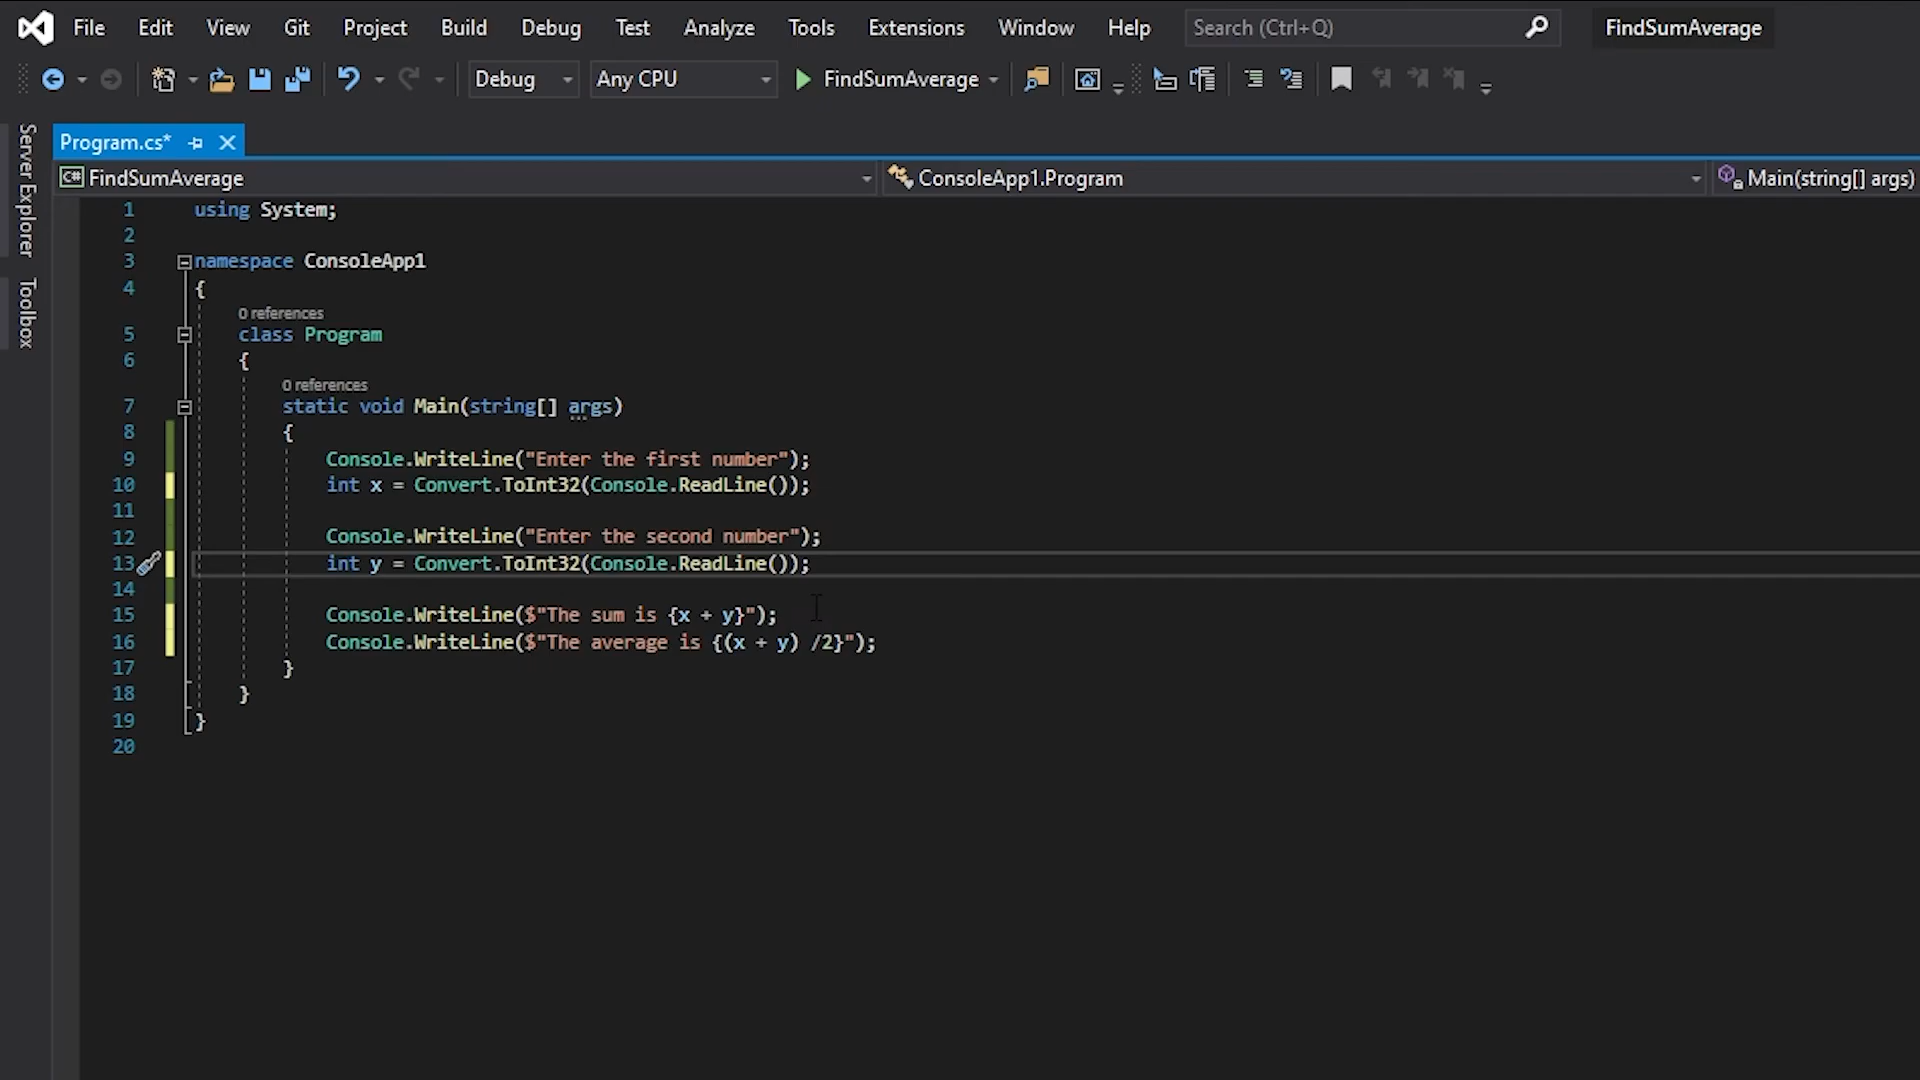 File Edit View Git Project Build Debug Test Analyze Tools Extensions Window Help Search (Ctrl+Q) FindSumAverage
Debug Any CPU FindSumAverage
Server Explorer
Toolbox
Program.cs*
C# FindSumAverage ConsoleApp1.Program Main(string[] args)
1 using System;
2
3 namespace ConsoleApp1
4 {
0 references
5 class Program
6 {
0 references
7 static void Main(string[] args)
8 {
9 Console.WriteLine("Enter the first number");
10 int x = Convert.ToInt32(Console.ReadLine());
11
12 Console.WriteLine("Enter the second number");
13 int y = Convert.ToInt32(Console.ReadLine());
14
15 Console.WriteLine($"The sum is {x + y}");
16 Console.WriteLine($"The average is {(x + y) /2}");
17 }
18 }
19 }
20